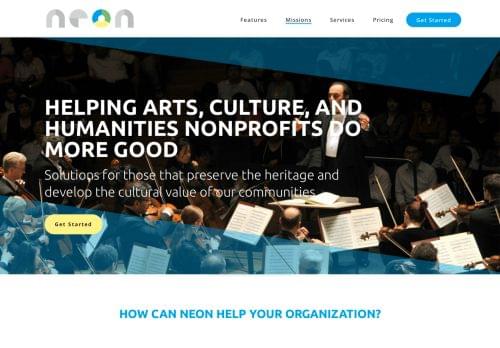 neon
Features
Missions
Services
Pricing
Get Started
HELPING ARTS, CULTURE, AND
HUMANITIES NONPROFITS DO
MORE GOOD
Solutions for those that preserve the heritage and
develop the cultural value of our communities
Get Started
HOW CAN NEON HELP YOUR ORGANIZATION?